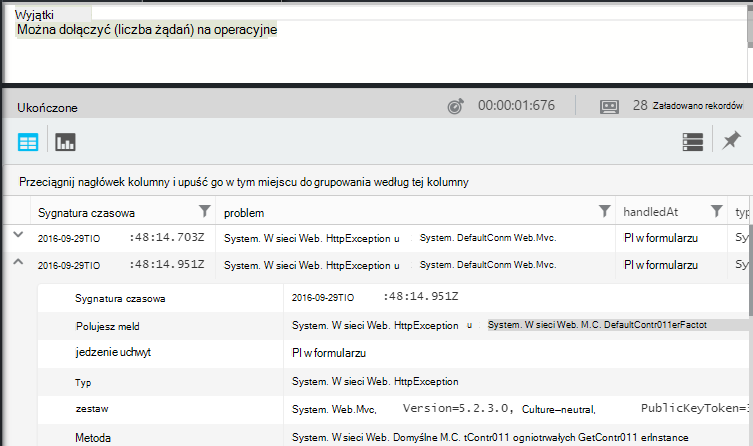 Wyjątki
Można dołączyć (liczba żądań) na operacyjne
Ukończone 00:00:01:676 28 Załadowano rekordów
Przeciągnij nagłówek kolumny i upuść go w tym miejscu do grupowania według tej kolumny
Sygnatura czasowa problem handledAt typ
2016-09-29TIO :48:14.703Z System. W sieci Web. HttpException u System. DefaultConm Web.Mvc. PI w formularzu Sy
2016-09-29TIO :48:14.951Z System. W sieci Web. HttpException u System. DefaultConm Web.Mvc. PI w formularzu Sy
Sygnatura czasowa 2016-09-29TIO :48:14.951Z
Polujesz meld System. W sieci Web. HttpException u System. W sieci Web. M.C. DefaultContr011erFactot
jedzenie uchwyt PI w formularzu
Typ System. W sieci Web. HttpException
zestaw System. Web.Mvc, Version=5.2.3.0, Culture—neutral, PublicKeyToken=3
Metoda System. W sieci Web. Domyślne M.C. tContr011 ogniotrwałych GetContr011 erInstance